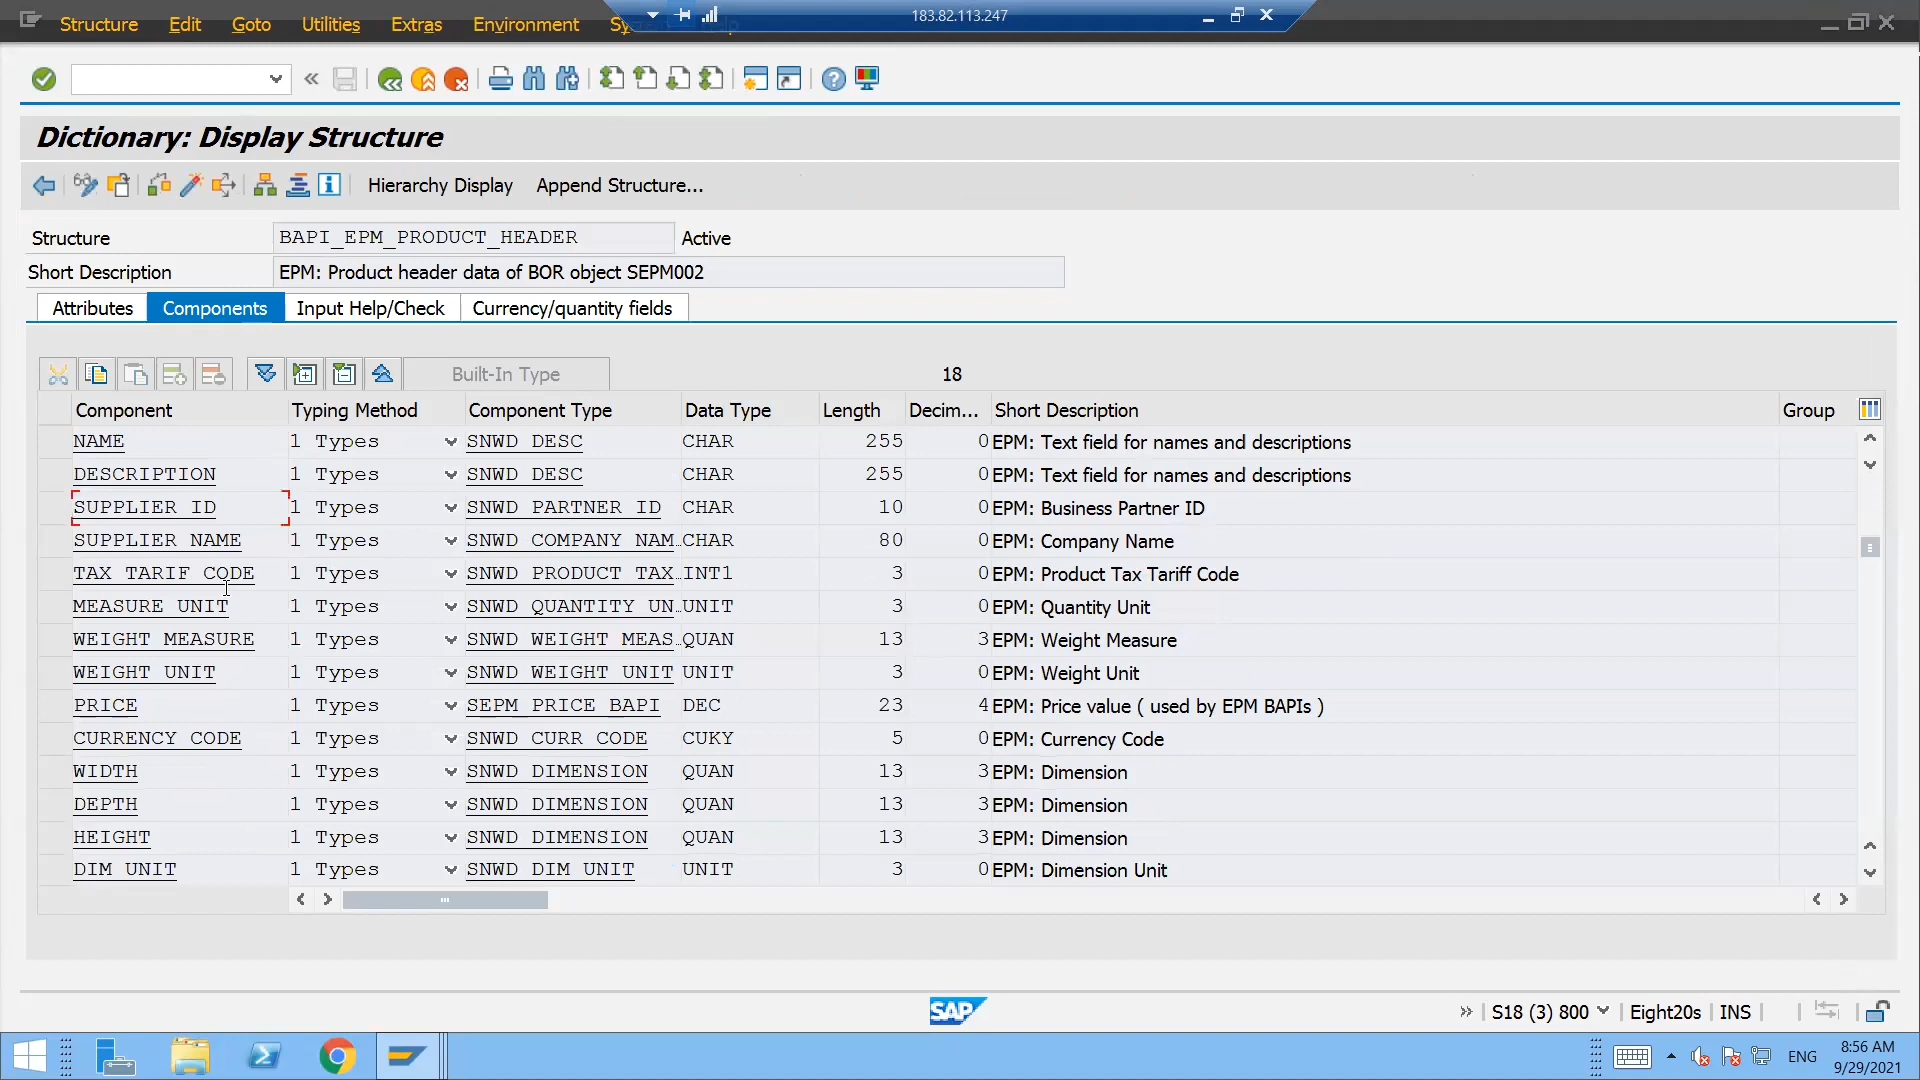 Structure Edit Goto Utilities Extras Environment Sy 183.82.113.247
Dictionary: Display Structure
Hierarchy Display Append Structure...
Structure BAPI_EPM_PRODUCT_HEADER Active
Short Description EPM: Product header data of BOR object SEPM002
Attributes Components Input Help/Check Currency/quantity fields
Built-In Type 18
Component Typing Method Component Type Data Type Length Decim... Short Description Group
NAME 1 Types SNWD_DESC CHAR 255 0 EPM: Text field for names and descriptions
DESCRIPTION 1 Types SNWD_DESC CHAR 255 0 EPM: Text field for names and descriptions
SUPPLIER_ID 1 Types SNWD_PARTNER_ID CHAR 10 0 EPM: Business Partner ID
SUPPLIER_NAME 1 Types SNWD_COMPANY_NAM… CHAR 80 0 EPM: Company Name
TAX_TARIF_CODE 1 Types SNWD_PRODUCT_TAX… INT1 3 0 EPM: Product Tax Tariff Code
MEASURE_UNIT 1 Types SNWD_QUANTITY_UN… UNIT 3 0 EPM: Quantity Unit
WEIGHT_MEASURE 1 Types SNWD_WEIGHT_MEAS… QUAN 13 3 EPM: Weight Measure
WEIGHT_UNIT 1 Types SNWD_WEIGHT_UNIT UNIT 3 0 EPM: Weight Unit
PRICE 1 Types SEPM_PRICE_BAPI DEC 23 4 EPM: Price value ( used by EPM BAPIs )
CURRENCY_CODE 1 Types SNWD_CURR_CODE CUKY 5 0 EPM: Currency Code
WIDTH 1 Types SNWD_DIMENSION QUAN 13 3 EPM: Dimension
DEPTH 1 Types SNWD_DIMENSION QUAN 13 3 EPM: Dimension
HEIGHT 1 Types SNWD_DIMENSION QUAN 13 3 EPM: Dimension
DIM_UNIT 1 Types SNWD_DIM_UNIT UNIT 3 0 EPM: Dimension Unit
SAP S18 (3) 800 Eight20s INS
ENG 8:56 AM
9/29/2021